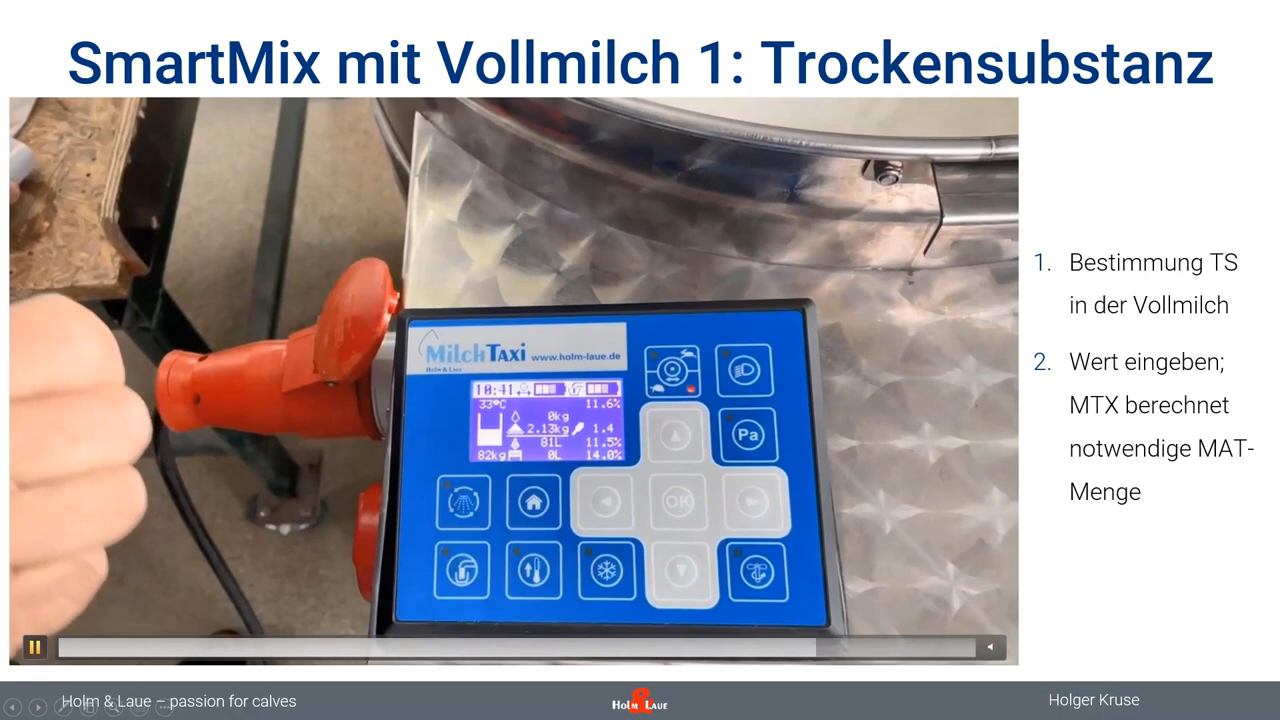 SmartMix mit Vollmilch 1: Trockensubstanz
MilchTaxi www.holm-laue.de
Holm & Laue
10:41
33°C 11.6%
0kg
2.13kg 1.4
81L 11.5%
82kg 0L 14.0%
Pa
OK
1. Bestimmung TS
in der Vollmilch
2. Wert eingeben;
MTX berechnet
notwendige MAT-
Menge
Holm & Laue – passion for calves
Holm & Laue
Holger Kruse